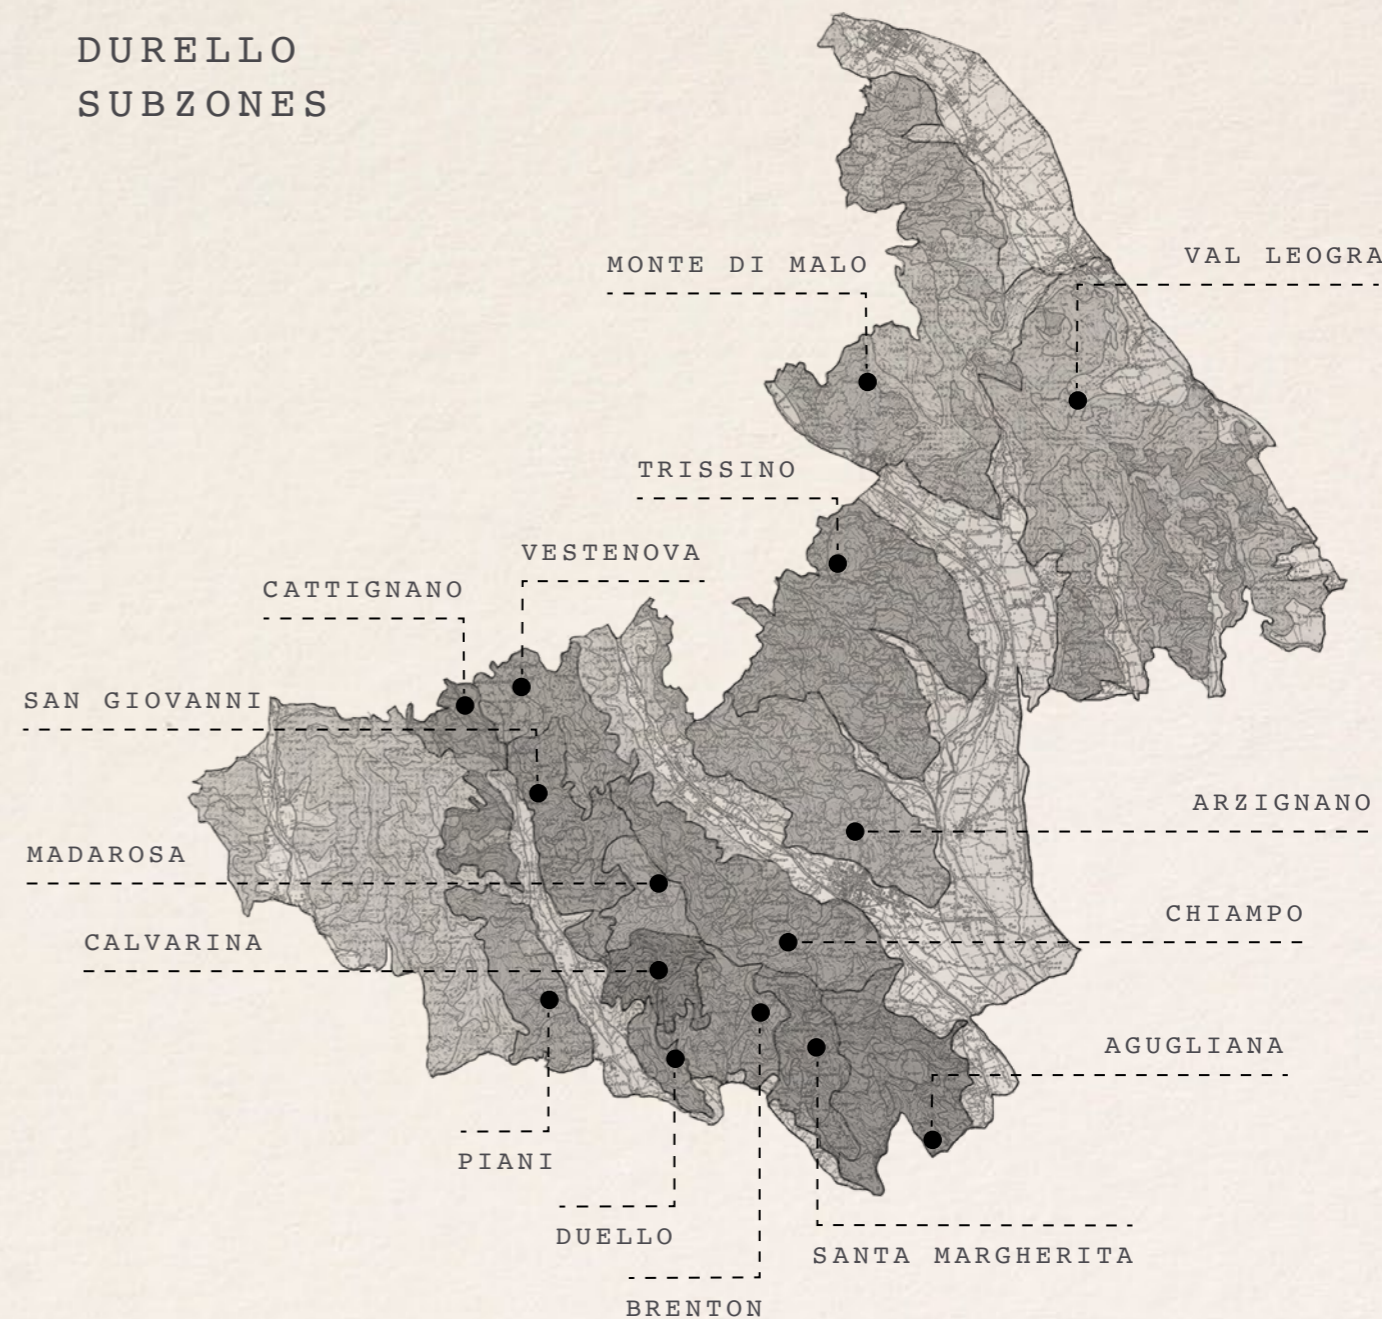 DURELLO
SUBZONES
VAL LEOGRA
MONTE DI MALO
TRISSINO
VESTENOVA
CATTIGNANO
SAN GIOVANNI
ARZIGNANO
MADAROSA
CHIAMPO
CALVARINA
AGUGLIANA
PIANI
DUELLO
SANTA MARGHERITA
BRENTON